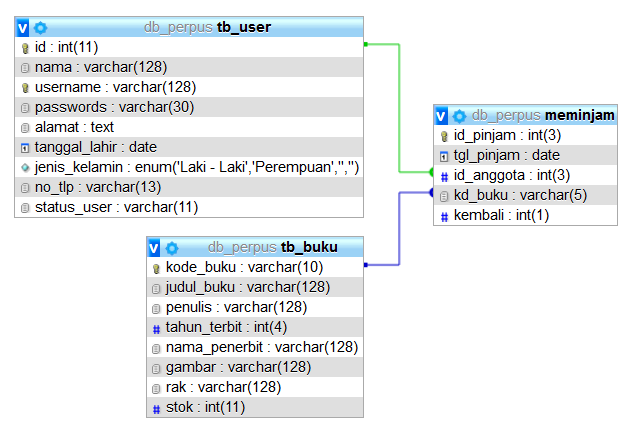 db_perpus tb_user
id : int(11)
nama : varchar(128)
username : varchar(128)
passwords : varchar(30)
alamat : text
tanggal_lahir : date
jenis_kelamin : enum('Laki - Laki','Perempuan','','')
no_tlp : varchar(13)
status_user : varchar(11)
db_perpus meminjam
id_pinjam : int(3)
tgl_pinjam : date
id_anggota : int(3)
kd_buku : varchar(5)
kembali : int(1)
db_perpus tb_buku
kode_buku : varchar(10)
judul_buku : varchar(128)
penulis : varchar(128)
tahun_terbit : int(4)
nama_penerbit : varchar(128)
gambar : varchar(128)
rak : varchar(128)
stok : int(11)